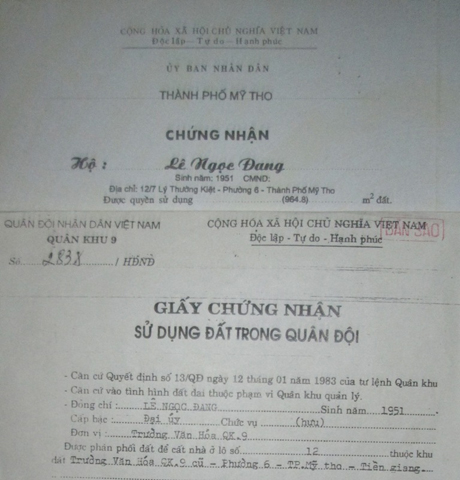 CỘNG HÒA XÃ HỘI CHỦ NGHĨA VIỆT NAM
Độc lập - Tự do - Hạnh phúc
ỦY BAN NHÂN DÂN
THÀNH PHỐ MỸ THO
CHỨNG NHẬN
Hộ : Lê Ngọc Đang
Sinh năm: 1951 CMND:
Địa chỉ: 12/7 Lý Thường Kiệt - Phường 6 - Thành Phố Mỹ Tho
Được quyền sử dụng (964.8) m² đất.
QUÂN ĐỘI NHÂN DÂN VIỆT NAM
QUÂN KHU 9
Số 2838 / HĐNĐ
CỘNG HÒA XÃ HỘI CHỦ NGHĨA VIỆT NAM
Độc lập - Tự do - Hạnh phúc
BẢN SAO
GIẤY CHỨNG NHẬN
SỬ DỤNG ĐẤT TRONG QUÂN ĐỘI
- Căn cứ Quyết định số 13/QĐ ngày 12 tháng 01 năm 1983 của tư lệnh Quân khu
- Căn cứ vào tình hình đất đai thuộc phạm vi Quân khu quản lý.
- Đồng chí : LÊ NGỌC ĐANG Sinh năm 1951 -
Cấp bậc : Đại úy Chức vụ (hưu)
Đơn vị : Trường Văn Hóa QK.9
Được phân phối đất để cất nhà ở lô số 12 thuộc khu
đất Trường Văn Hóa QK.9 cũ - Phường 6 - TP.Mỹ tho - Tiền giang.